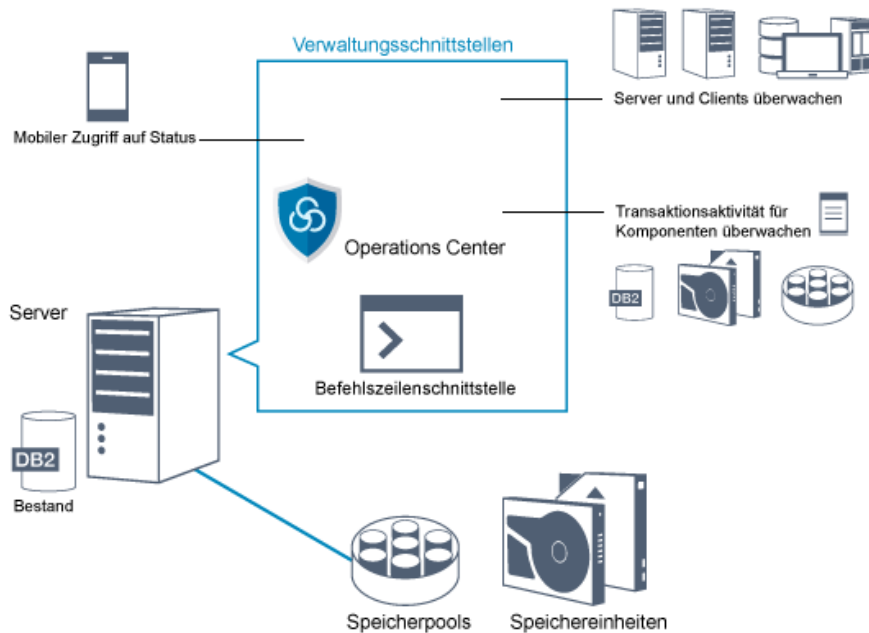 Verwaltungsschnittstellen
Mobiler Zugriff auf Status
Server und Clients überwachen
Transaktionsaktivität für
Komponenten überwachen
DB2
Operations Center
Befehlszeilenschnittstelle
Server
DB2
Bestand
Speicherpools
Speichereinheiten